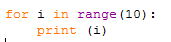 for i in range(10):
    print (i)